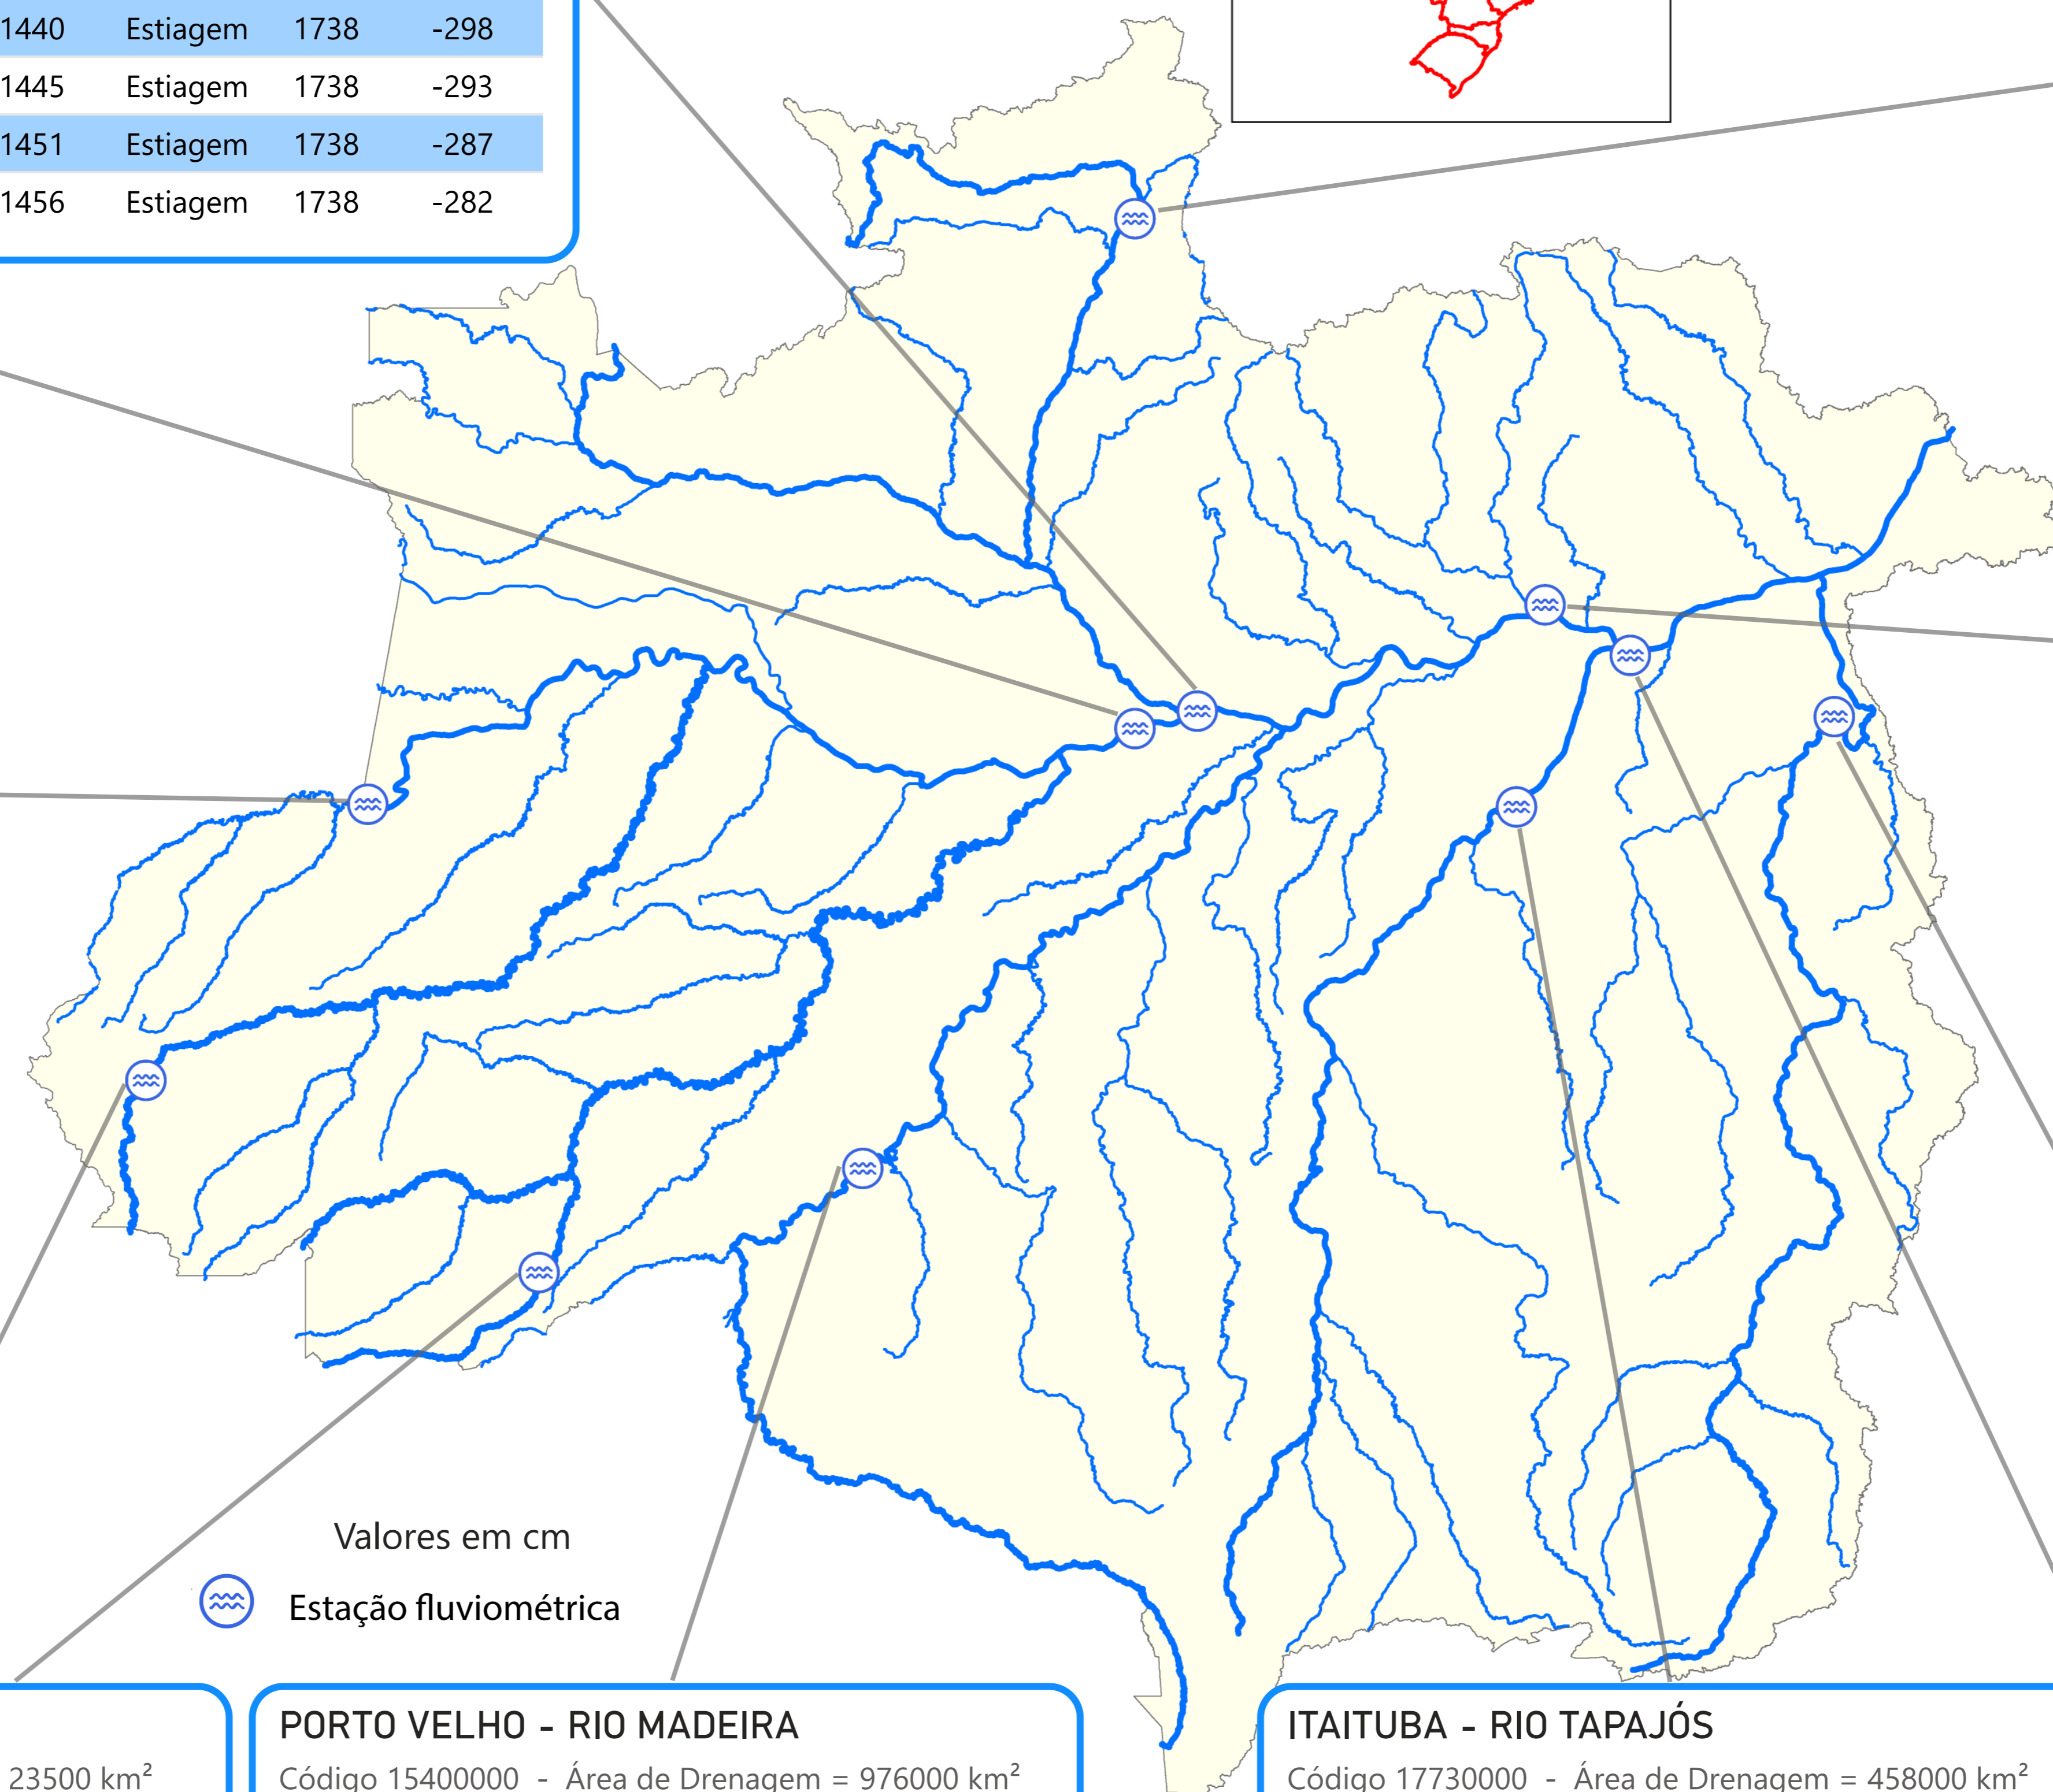 1440 Estiagem 1738 -298
1445 Estiagem 1738 -293
1451 Estiagem 1738 -287
1456 Estiagem 1738 -282
Valores em cm
Estação fluviométrica
23500 km²
PORTO VELHO - RIO MADEIRA
Código 15400000 - Área de Drenagem = 976000 km²
ITAITUBA - RIO TAPAJÓS
Código 17730000 - Área de Drenagem = 458000 km²